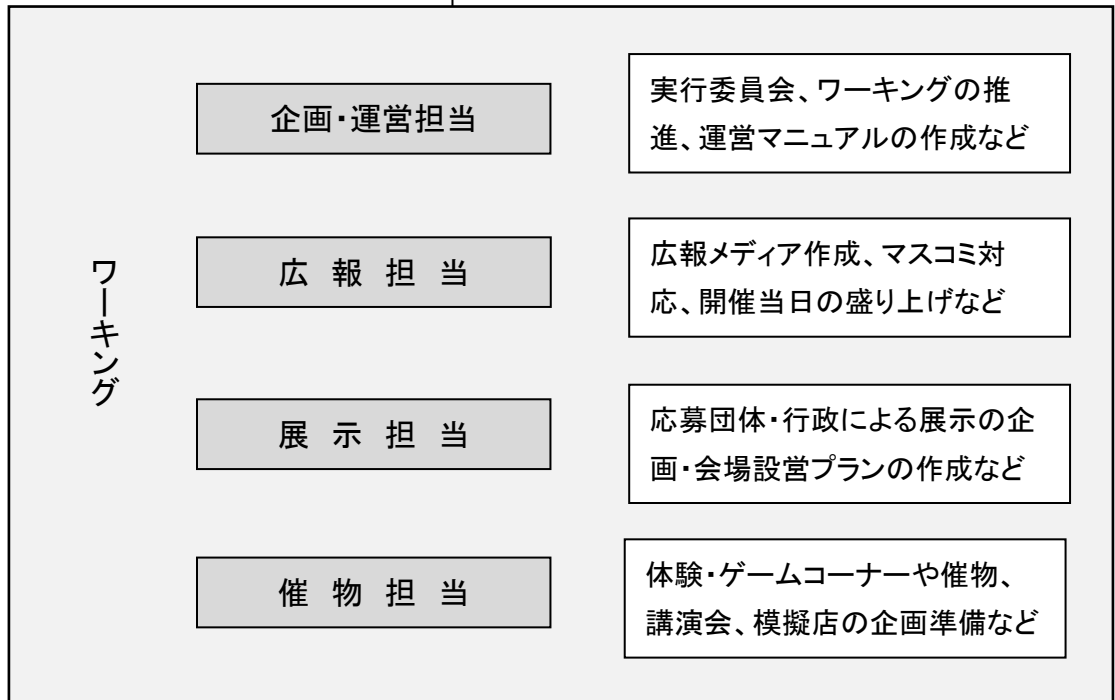 ワーキング
企画・運営担当
実行委員会、ワーキングの推
進、運営マニュアルの作成など
広報担当
広報メディア作成、マスコミ対
応、開催当日の盛り上げなど
展示担当
応募団体・行政による展示の企
画・会場設営プランの作成など
催物担当
体験・ゲームコーナーや催物、
講演会、模擬店の企画準備など